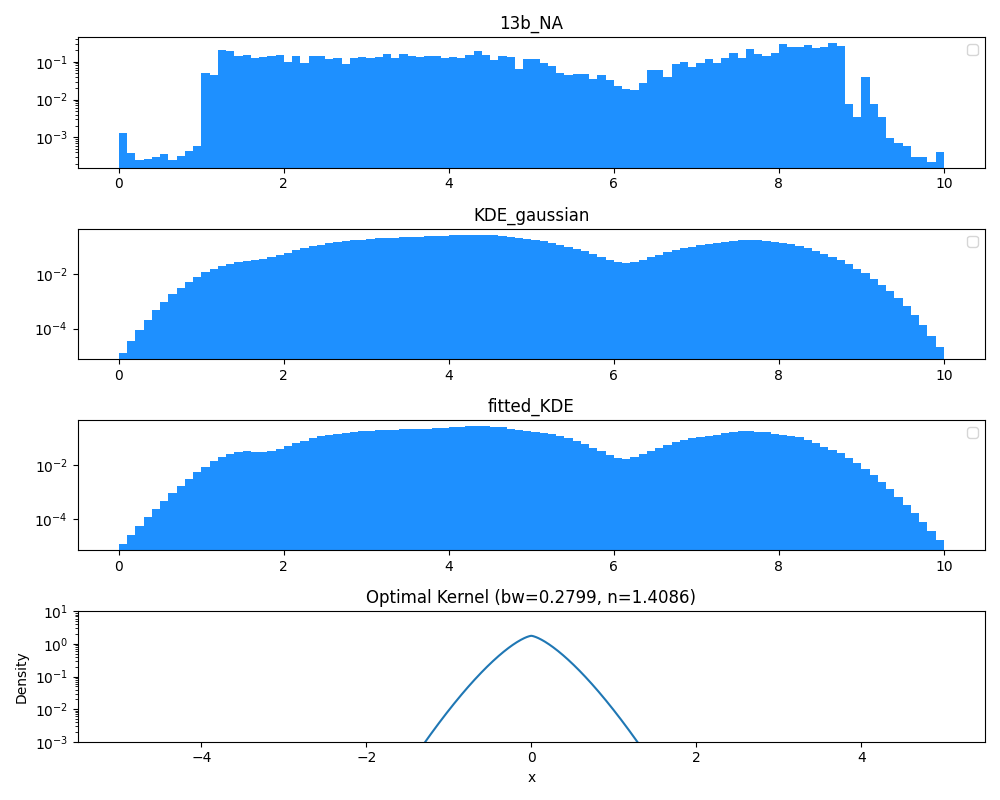 13b_NA
10⁻¹
10⁻²
10⁻³
0 2 4 6 8 10
KDE_gaussian
10⁻²
10⁻⁴
0 2 4 6 8 10
fitted_KDE
10⁻²
10⁻⁴
0 2 4 6 8 10
Optimal Kernel (bw=0.2799, n=1.4086)
10¹
10⁰
10⁻¹
10⁻²
10⁻³
Density
−4 −2 0 2 4
x